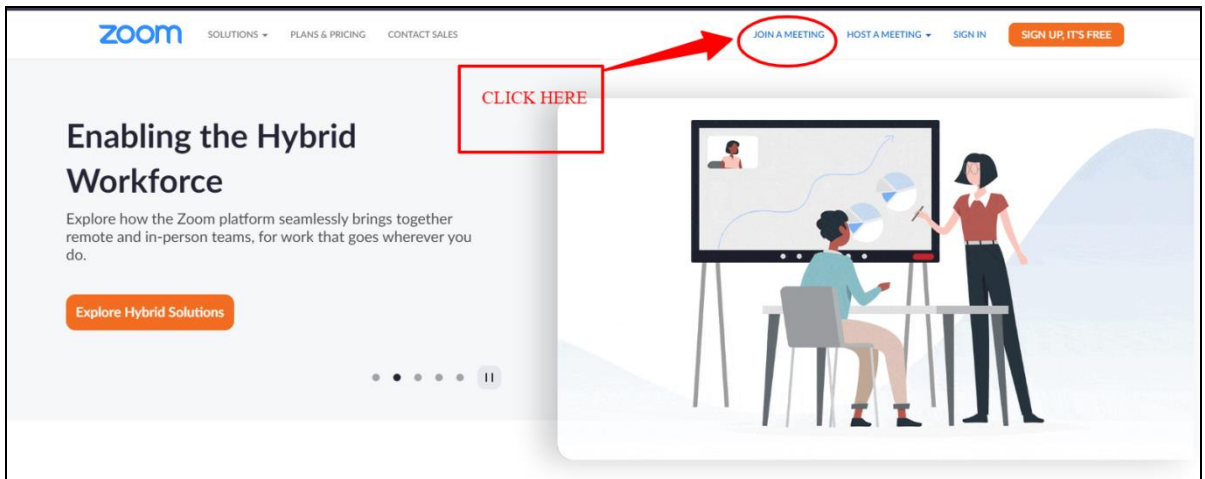 zoom SOLUTIONS PLANS & PRICING CONTACT SALES JOIN A MEETING HOST A MEETING SIGN IN SIGN UP, IT'S FREE
CLICK HERE
Enabling the Hybrid
Workforce
Explore how the Zoom platform seamlessly brings together
remote and in-person teams, for work that goes wherever you
do.
Explore Hybrid Solutions